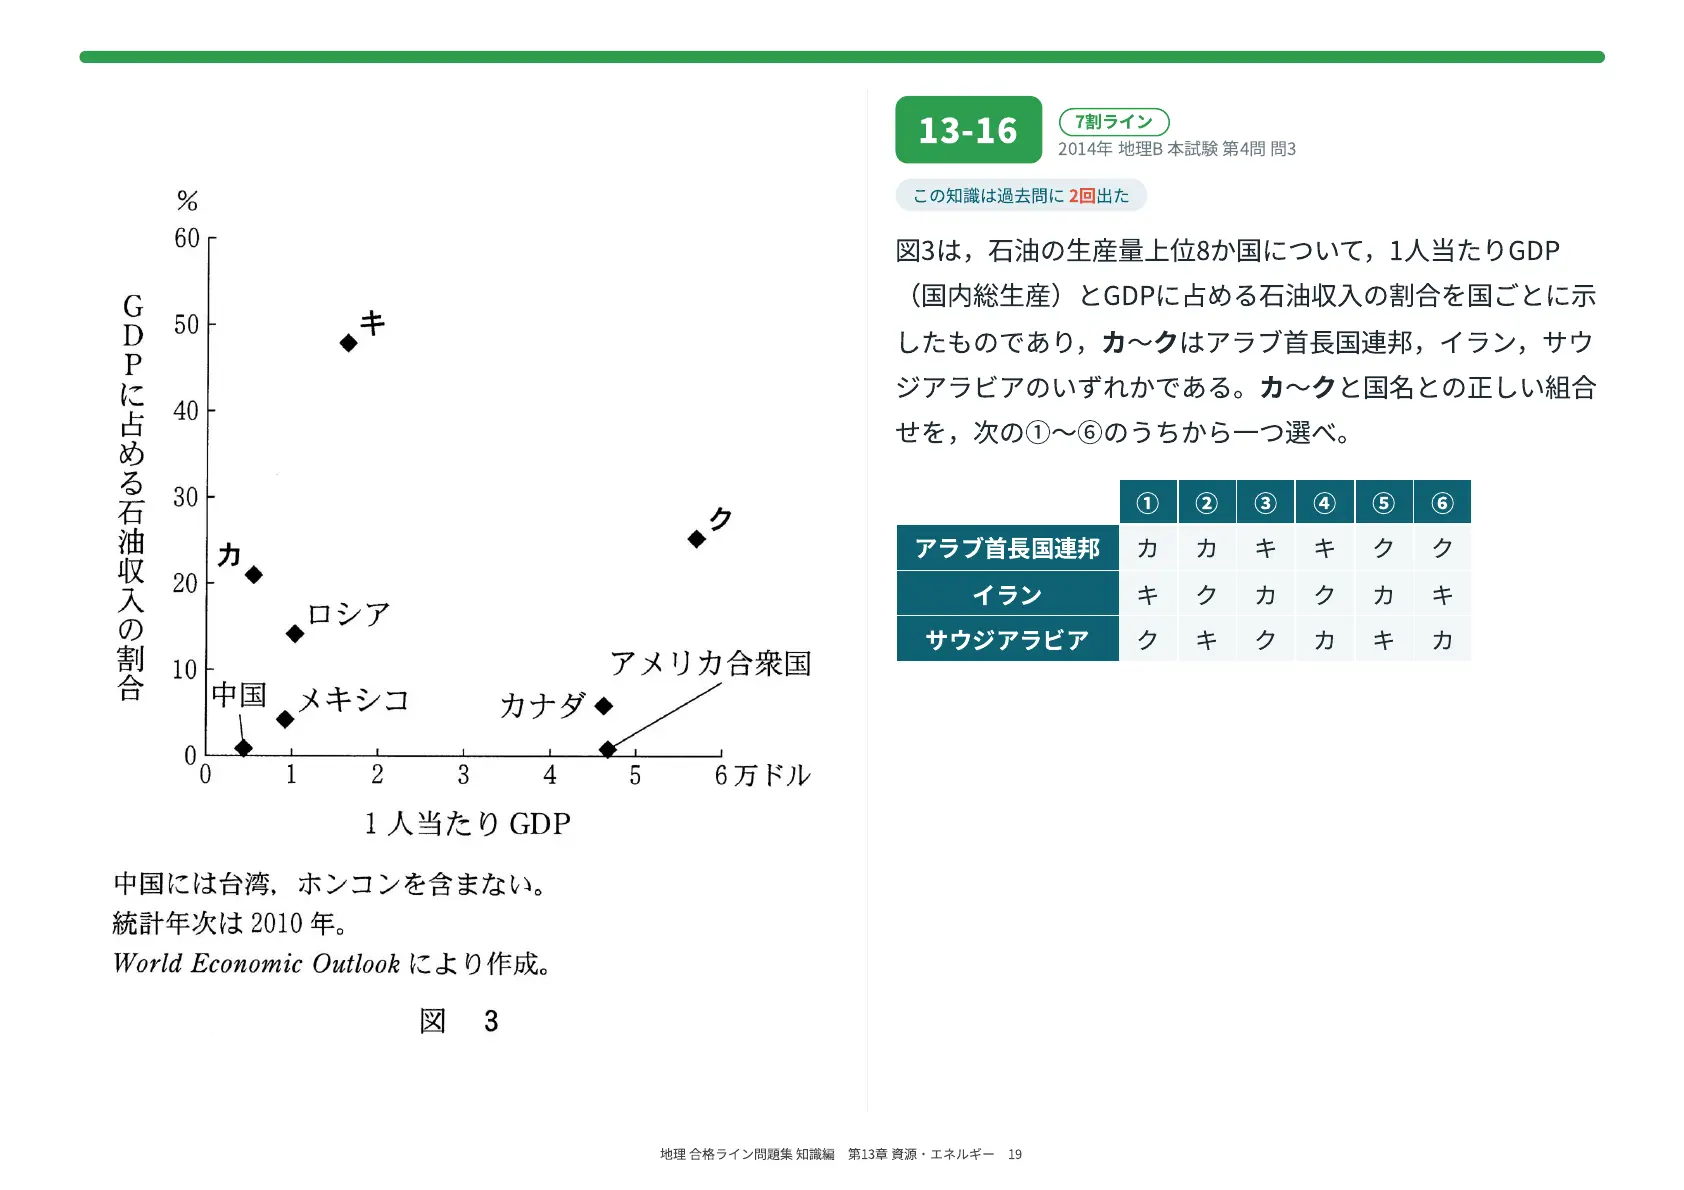 %
60
50
40
30
20
10
0
GDPに占める石油収入の割合
キ
ク
カ
ロシア
アメリカ合衆国
中国
メキシコ
カナダ
0 1 2 3 4 5 6万ドル
1人当たりGDP
中国には台湾，ホンコンを含まない。
統計年次は2010年。
World Economic Outlookにより作成。
図 3
13-16
7割ライン
2014年 地理B 本試験 第4問 問3
この知識は過去問に 2回出た
図3は，石油の生産量上位8か国について，1人当たりGDP
（国内総生産）とGDPに占める石油収入の割合を国ごとに示
したものであり，カ〜クはアラブ首長国連邦，イラン，サウ
ジアラビアのいずれかである。カ〜クと国名との正しい組合
せを，次の①〜⑥のうちから一つ選べ。
① ② ③ ④ ⑤ ⑥
アラブ首長国連邦 カ カ キ キ ク ク
イラン キ ク カ ク カ キ
サウジアラビア ク キ ク カ キ カ
地理 合格ライン問題集 知識編 第13章 資源・エネルギー 19